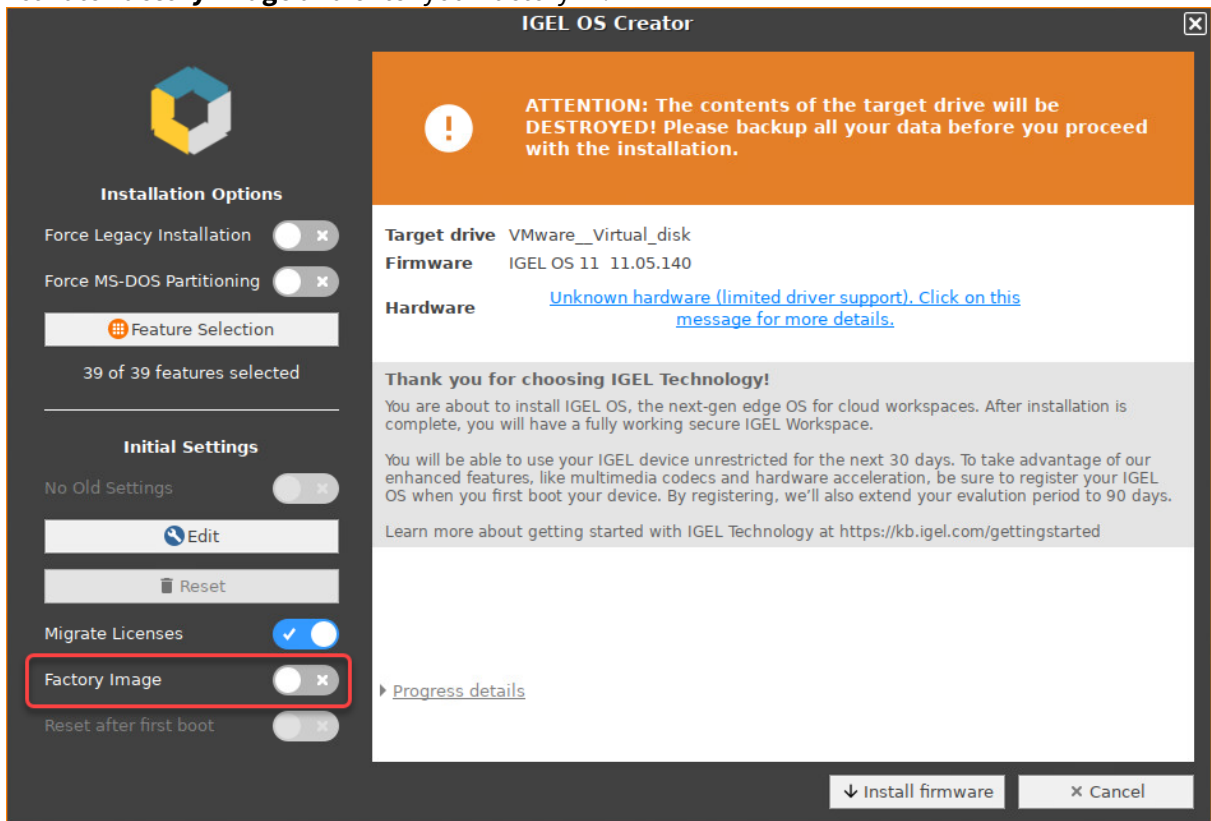 IGEL OS Creator
Installation Options
Force Legacy Installation
Force MS-DOS Partitioning
Feature Selection
39 of 39 features selected
Initial Settings
No Old Settings
Edit
Reset
Migrate Licenses
Factory Image
Reset after first boot
ATTENTION: The contents of the target drive will be
DESTROYED! Please backup all your data before you proceed
with the installation.
Target drive VMware__Virtual_disk
Firmware IGEL OS 11 11.05.140
Hardware Unknown hardware (limited driver support). Click on this
message for more details.
Thank you for choosing IGEL Technology!
You are about to install IGEL OS, the next-gen edge OS for cloud workspaces. After installation is
complete, you will have a fully working secure IGEL Workspace.
You will be able to use your IGEL device unrestricted for the next 30 days. To take advantage of our
enhanced features, like multimedia codecs and hardware acceleration, be sure to register your IGEL
OS when you first boot your device. By registering, we'll also extend your evalution period to 90 days.
Learn more about getting started with IGEL Technology at https://kb.igel.com/gettingstarted
Progress details
Install firmware
Cancel